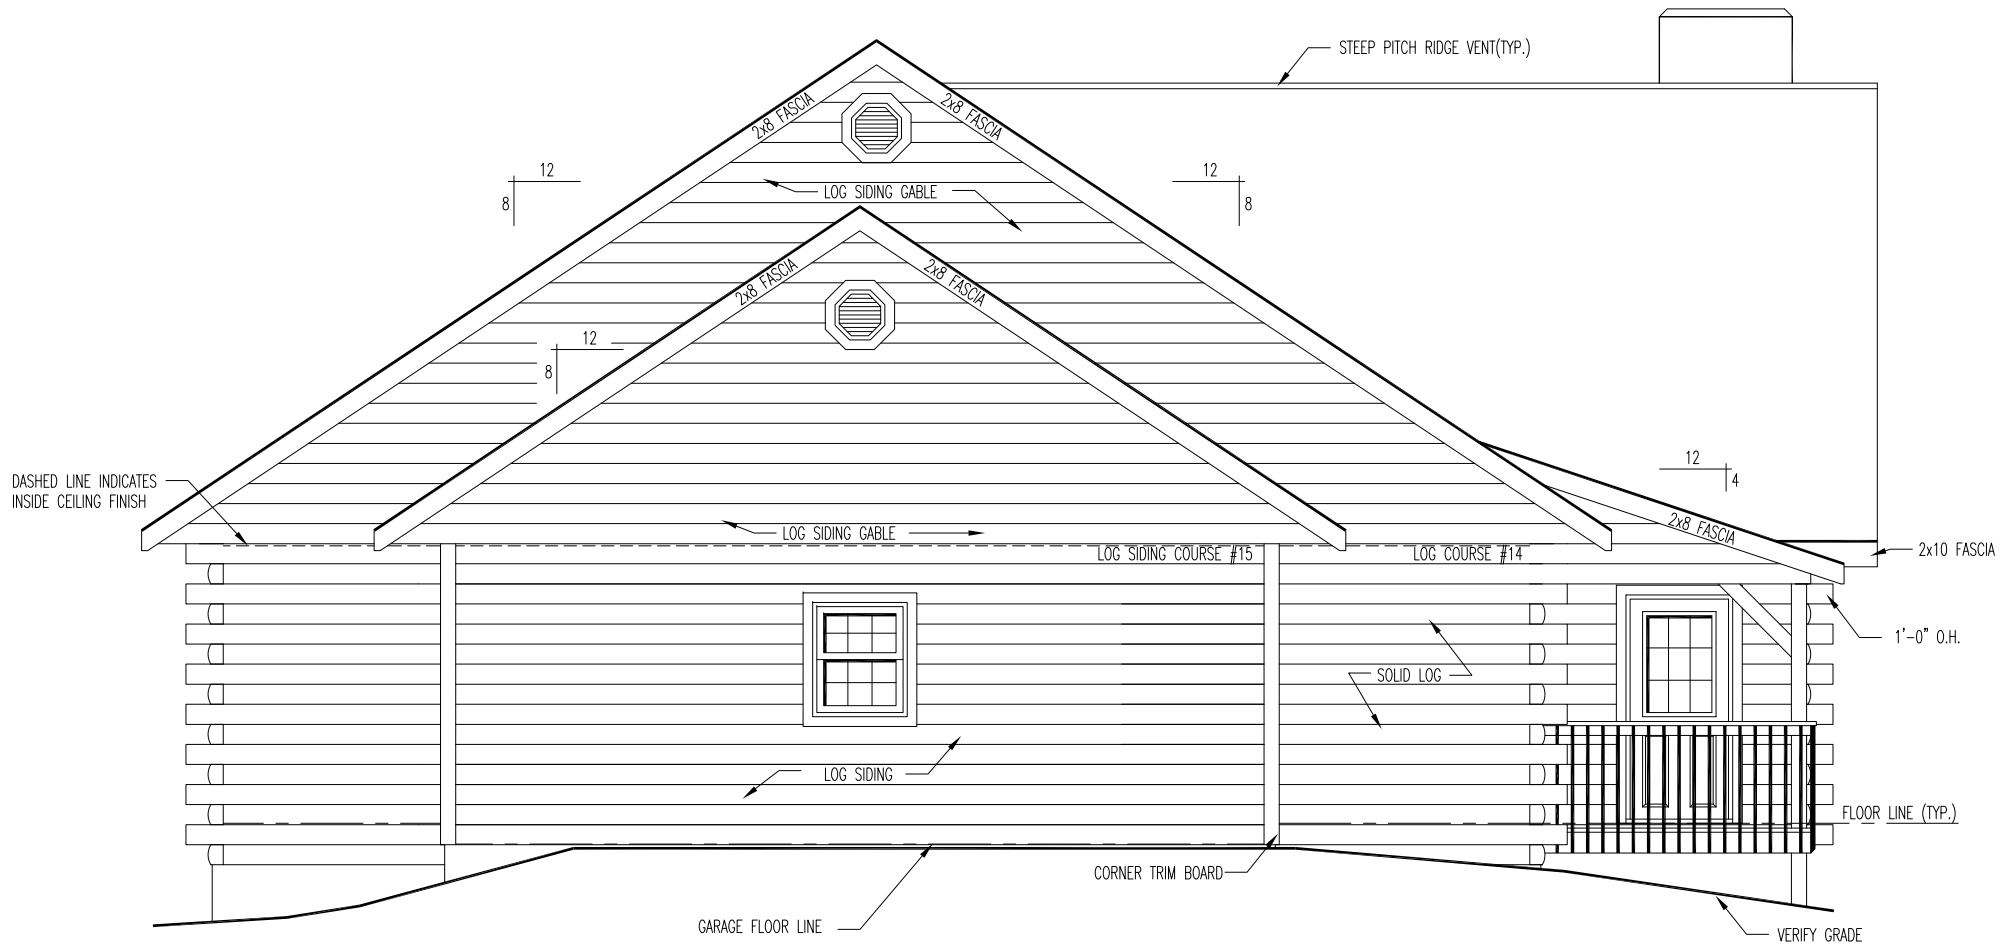 STEEP PITCH RIDGE VENT(TYP.)
2x8 FASCIA
2x8 FASCIA
12
8
12
8
LOG SIDING GABLE
2x8 FASCIA
2x8 FASCIA
12
8
12
4
DASHED LINE INDICATES
INSIDE CEILING FINISH
2x8 FASCIA
LOG SIDING GABLE
LOG SIDING COURSE #15
LOG COURSE #14
2x10 FASCIA
1'-0" O.H.
SOLID LOG
LOG SIDING
FLOOR LINE (TYP.)
CORNER TRIM BOARD
GARAGE FLOOR LINE
VERIFY GRADE